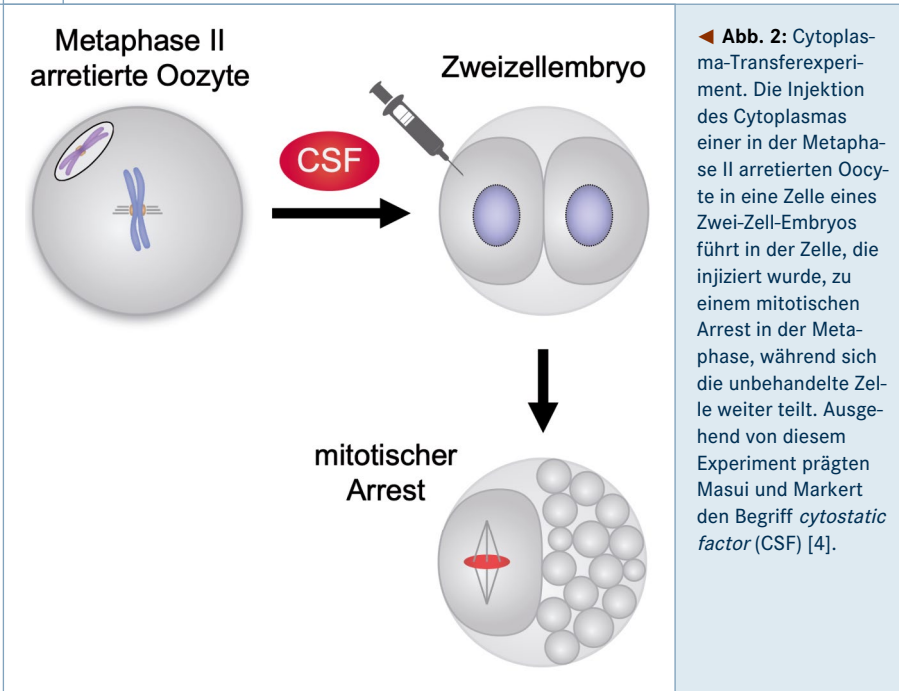 Metaphase II
arretierte Oozyte
Zweizellembryo
CSF
mitotischer
Arrest
◄ Abb. 2: Cytoplas-
ma-Transferexperi-
ment. Die Injektion
des Cytoplasmas
einer in der Metapha-
se II arretierten Oocy-
te in eine Zelle eines
Zwei-Zell-Embryos
führt in der Zelle, die
injiziert wurde, zu
einem mitotischen
Arrest in der Meta-
phase, während sich
die unbehandelte Zel-
le weiter teilt. Ausge-
hend von diesem
Experiment prägten
Masui und Markert
den Begriff cytostatic
factor (CSF) [4].